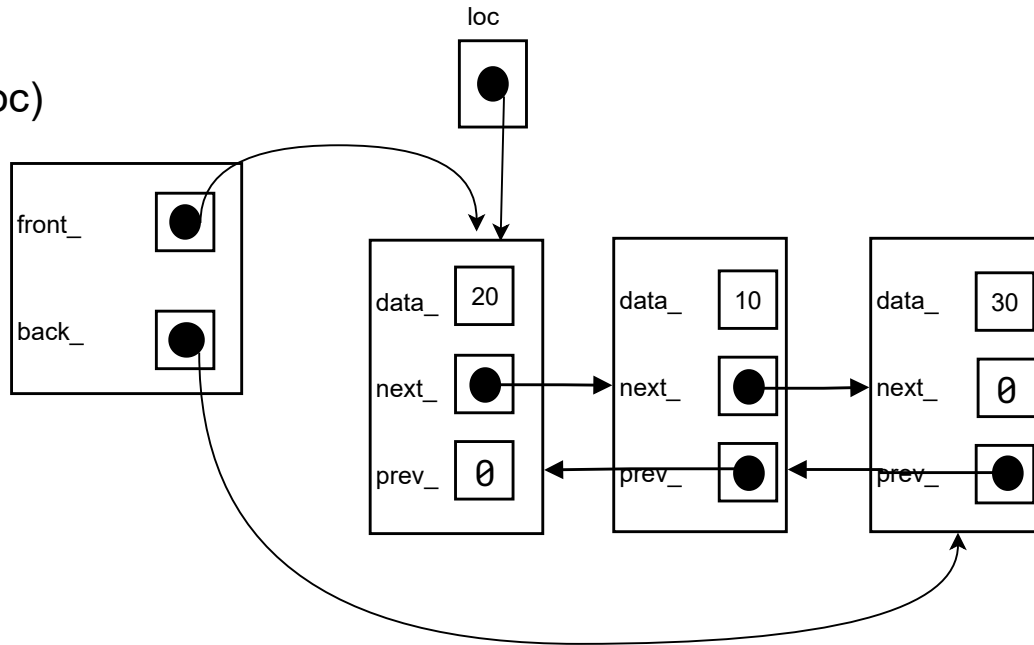 loc
oc)
front_
back_
data_ 20
next_
prev_ 0
data_ 10
next_
prev_
data_ 30
next_ 0
prev_